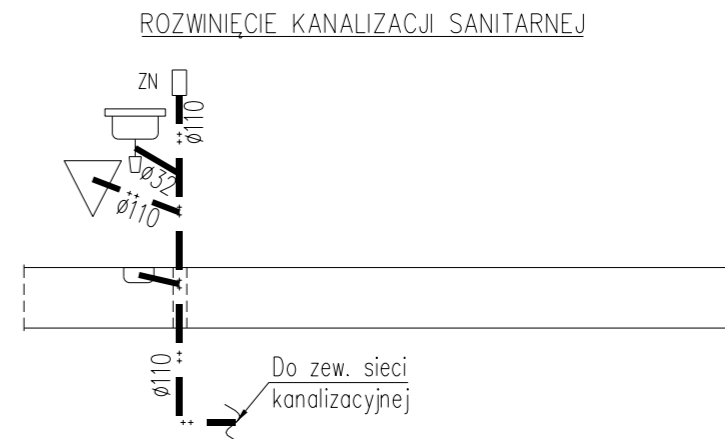 ROZWINIĘCIE KANALIZACJI SANITARNEJ
ZN
ø110
ø32
ø110
ø110
Do zew. sieci
kanalizacyjnej